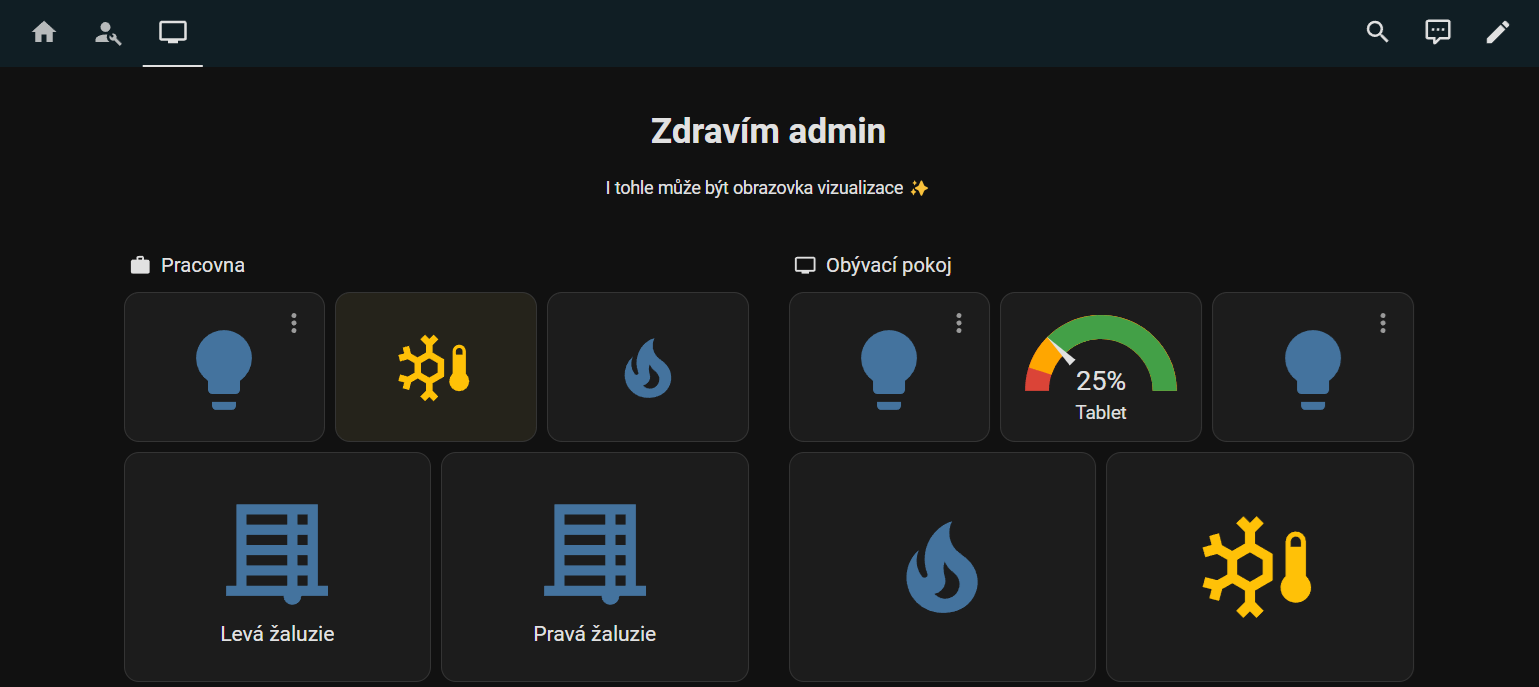 Zdravím admin
I tohle může být obrazovka vizualizace ✨
Pracovna
Obývací pokoj
25%
Tablet
Levá žaluzie
Pravá žaluzie